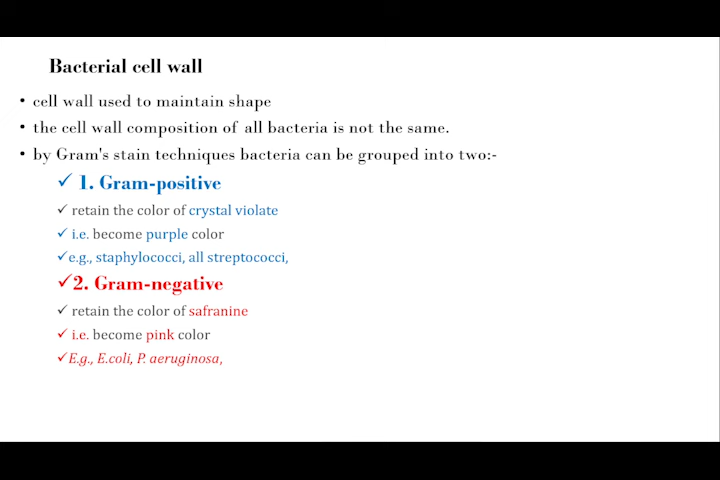 Bacterial cell wall
• cell wall used to maintain shape
• the cell wall composition of all bacteria is not the same.
• by Gram's stain techniques bacteria can be grouped into two:-
✓ 1. Gram-positive
✓ retain the color of crystal violate
✓ i.e. become purple color
✓ e.g., staphylococci, all streptococci,
✓ 2. Gram-negative
✓ retain the color of safranine
✓ i.e. become pink color
✓ E.g., E.coli, P. aeruginosa,